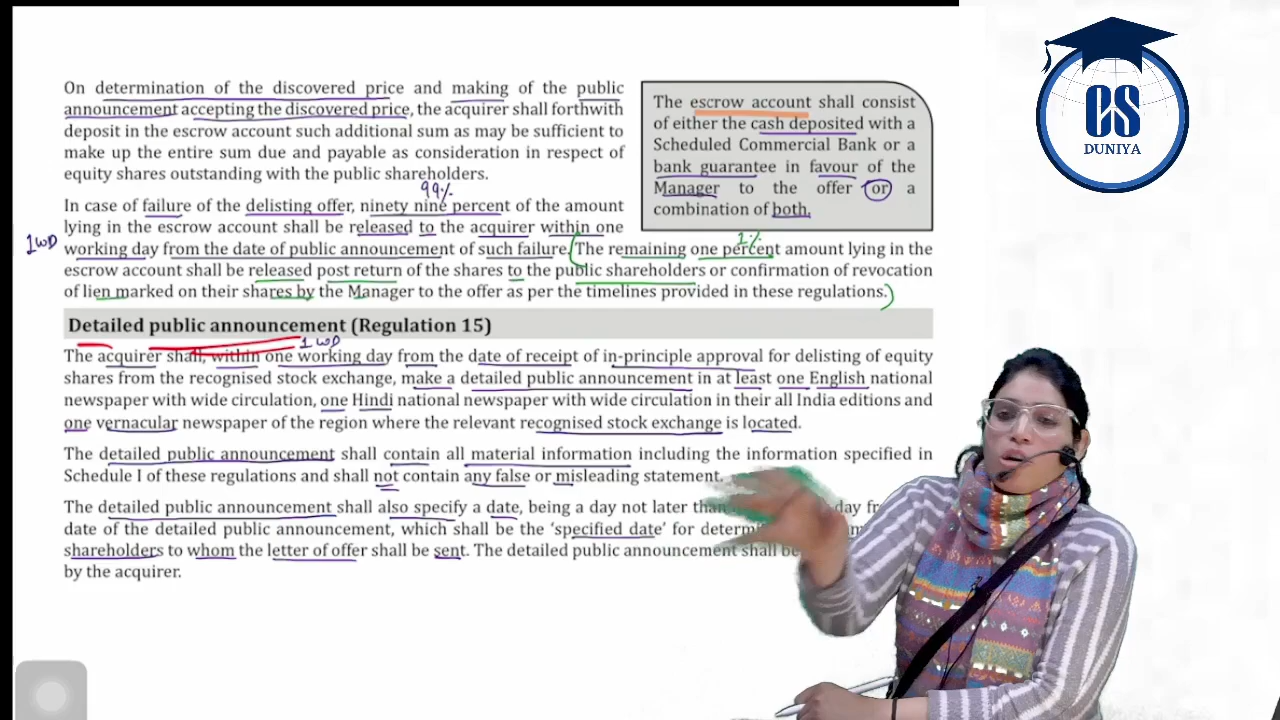 On determination of the discovered price and making of the public
announcement accepting the discovered price, the acquirer shall forthwith
deposit in the escrow account such additional sum as may be sufficient to
make up the entire sum due and payable as consideration in respect of
equity shares outstanding with the public shareholders.
99%
In case of failure of the delisting offer, ninety nine percent of the amount
lying in the escrow account shall be released to the acquirer within one
1 WD
working day from the date of public announcement of such failure. The remaining one percent amount lying in the
1%
escrow account shall be released post return of the shares to the public shareholders or confirmation of revocation
of lien marked on their shares by the Manager to the offer as per the timelines provided in these regulations.
The escrow account shall consist
of either the cash deposited with a
Scheduled Commercial Bank or a
bank guarantee in favour of the
Manager to the offer or a
combination of both.
Detailed public announcement (Regulation 15)
1 WD
The acquirer shall, within one working day from the date of receipt of in-principle approval for delisting of equity
shares from the recognised stock exchange, make a detailed public announcement in at least one English national
newspaper with wide circulation, one Hindi national newspaper with wide circulation in their all India editions and
one vernacular newspaper of the region where the relevant recognised stock exchange is located.
The detailed public announcement shall contain all material information including the information specified in
Schedule I of these regulations and shall not contain any false or misleading statement.
The detailed public announcement shall also specify a date, being a day not later than day
date of the detailed public announcement, which shall be the 'specified date' for
shareholders to whom the letter of offer shall be sent. The detailed public announcement shall be
by the acquirer.
CS
DUNIYA